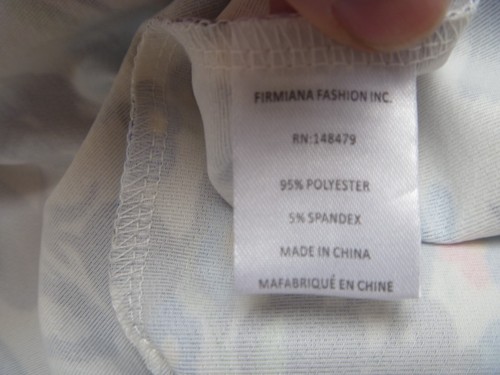 FIRMIANA FASHION INC.
RN:148479
95% POLYESTER
5% SPANDEX
MADE IN CHINA
MAFABRIQUÉ EN CHINE